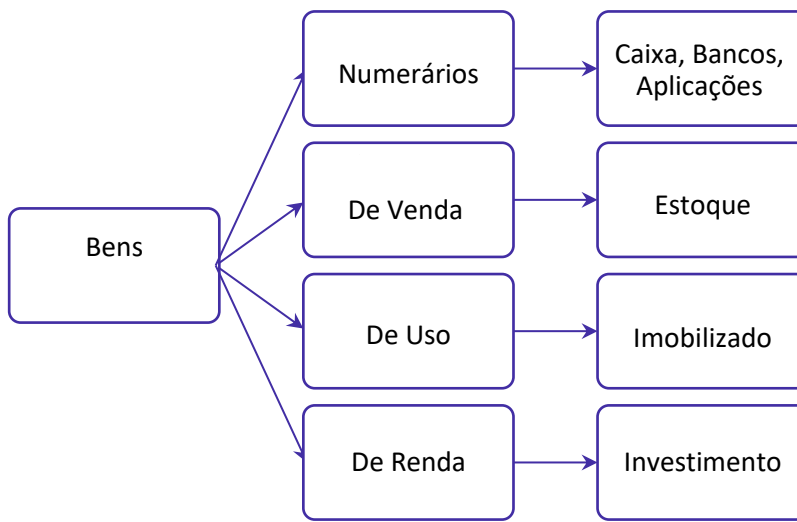 Bens
Numerários
Caixa, Bancos,
Aplicações
De Venda
Estoque
De Uso
Imobilizado
De Renda
Investimento